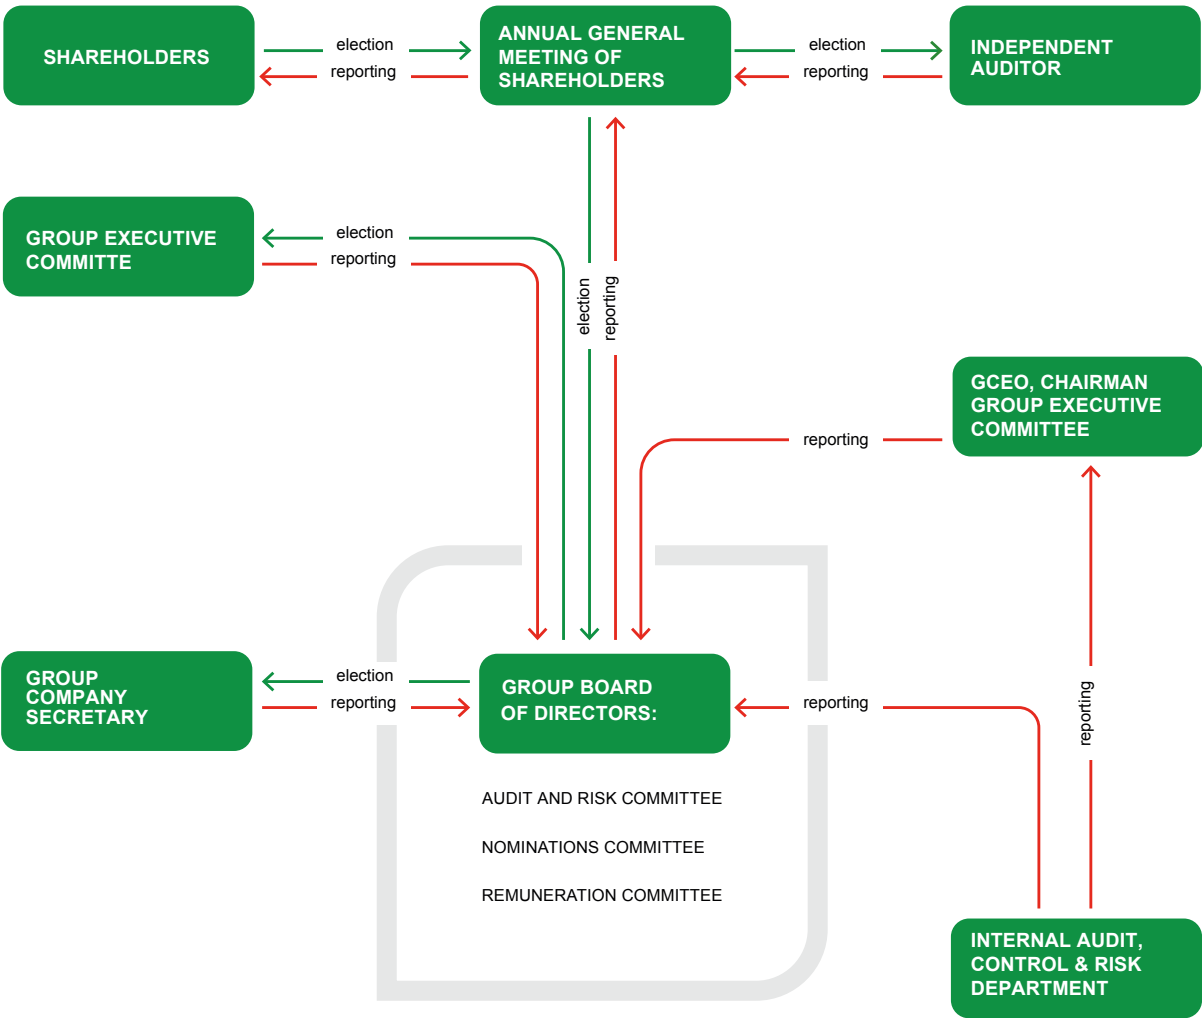 SHAREHOLDERS
election
reporting
ANNUAL GENERAL
MEETING OF
SHAREHOLDERS
election
reporting
INDEPENDENT
AUDITOR
GROUP EXECUTIVE
COMMITTE
election
reporting
election
reporting
GCEO, CHAIRMAN
GROUP EXECUTIVE
COMMITTEE
reporting
GROUP
COMPANY
SECRETARY
election
reporting
GROUP BOARD
OF DIRECTORS:
reporting
reporting
AUDIT AND RISK COMMITTEE
NOMINATIONS COMMITTEE
REMUNERATION COMMITTEE
INTERNAL AUDIT,
CONTROL & RISK
DEPARTMENT